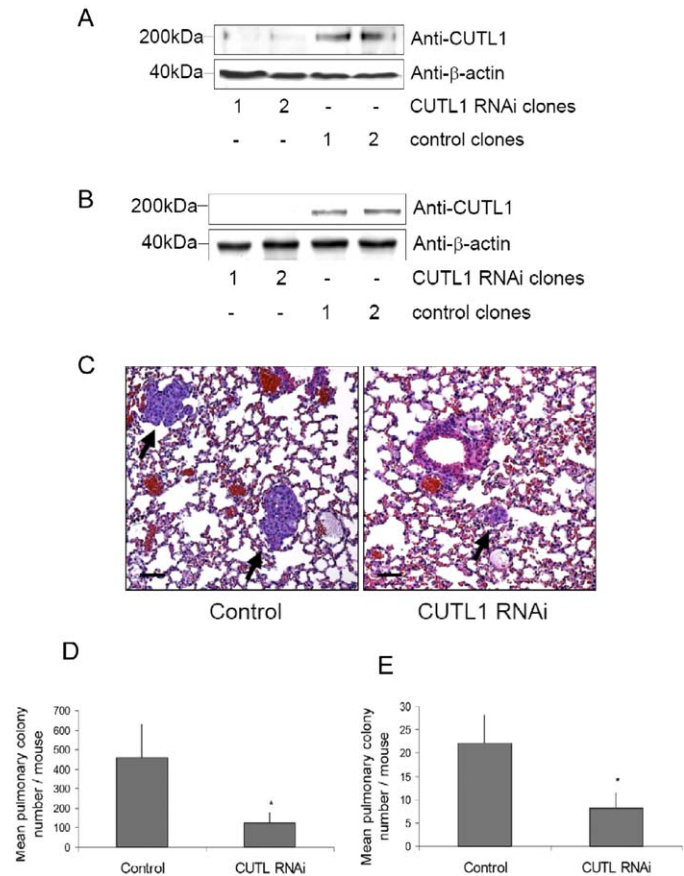 A
200kDa Anti-CUTL1
40kDa Anti-β-actin
1 2 - - CUTL1 RNAi clones
- - 1 2 control clones
B
200kDa Anti-CUTL1
40kDa Anti-β-actin
1 2 - - CUTL1 RNAi clones
- - 1 2 control clones
C
Control CUTL1 RNAi
D
Mean pulmonary colony
number / mouse
700
600
500
400
300
200
100
0
*
Control CUTL RNAi
E
Mean pulmonary colony
number / mouse
30
25
20
15
10
5
0
*
Control CUTL RNAi